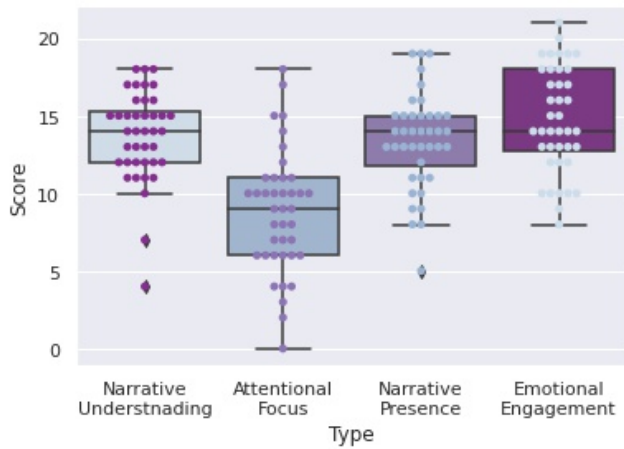 20
15
10
5
0
Score
Narrative
Understnading
Attentional
Focus
Narrative
Presence
Emotional
Engagement
Type